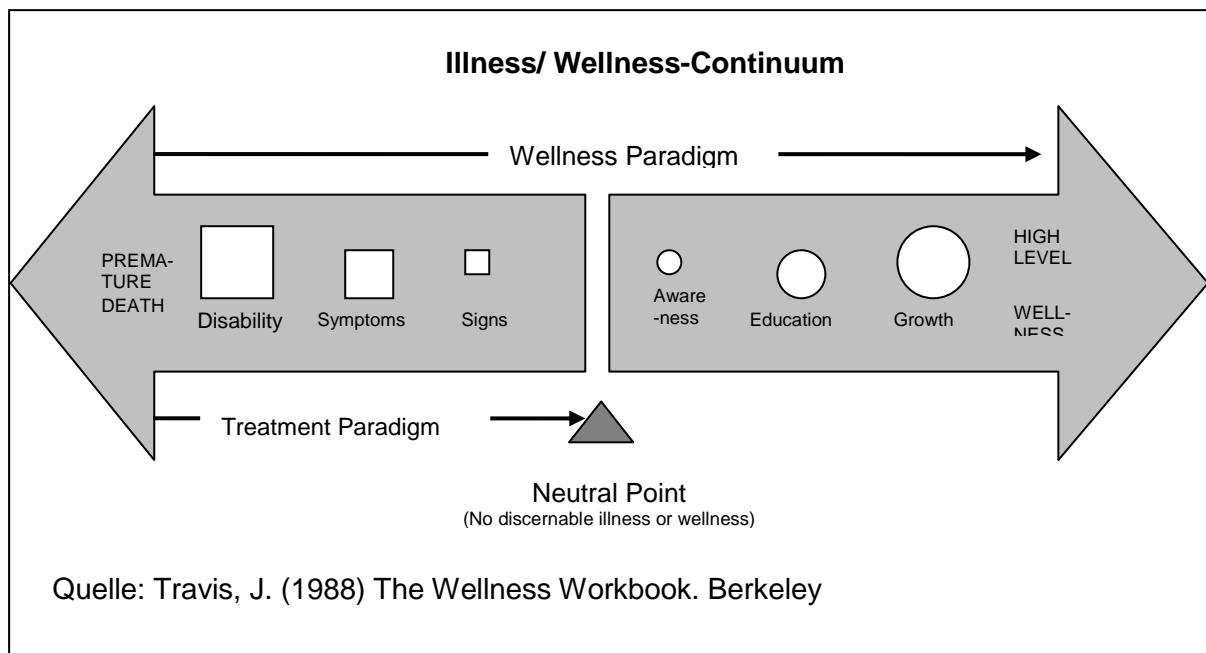 Illness/ Wellness-Continuum
Wellness Paradigm
PREMA-
TURE
DEATH
Disability
Symptoms
Signs
Aware
-ness
Education
Growth
HIGH
LEVEL
WELL-
NESS
Treatment Paradigm
Neutral Point
(No discernable illness or wellness)
Quelle: Travis, J. (1988) The Wellness Workbook. Berkeley